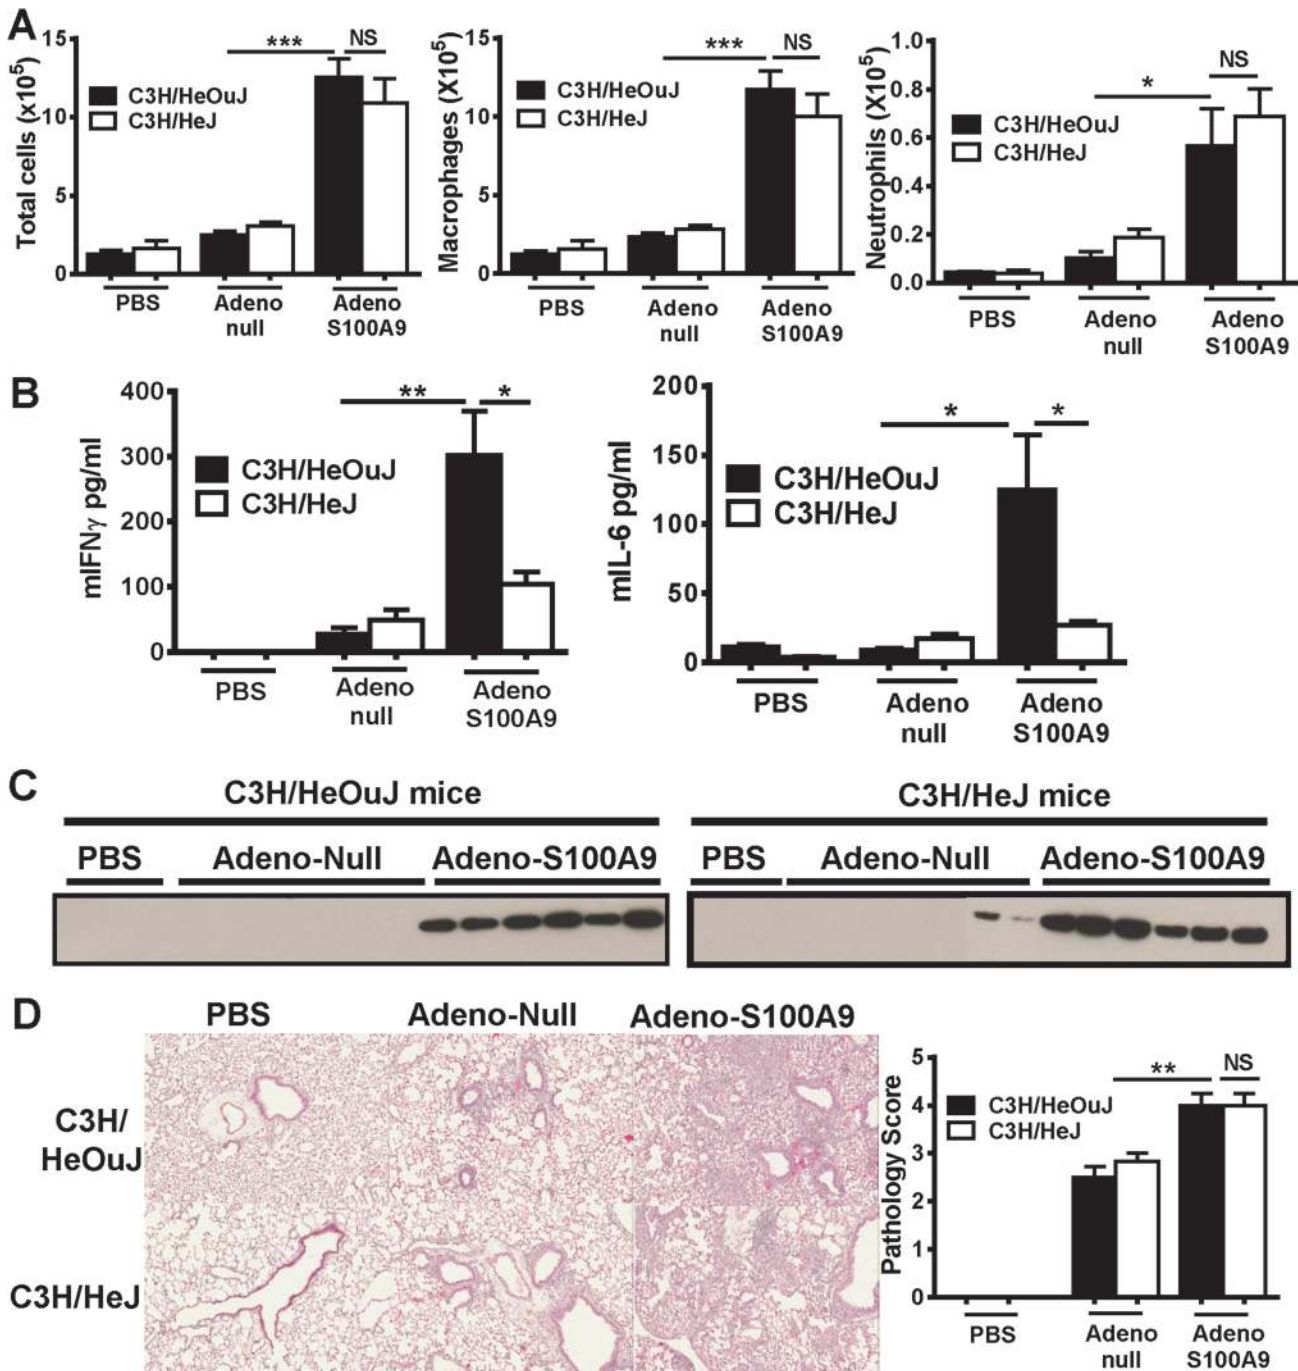 A
Total cells (x10⁵)
15
10
5
0
C3H/HeOuJ
C3H/HeJ
***
NS
PBS
Adeno
null
Adeno
S100A9
Macrophages (X10⁵)
15
10
5
0
C3H/HeOuJ
C3H/HeJ
***
NS
PBS
Adeno
null
Adeno
S100A9
Neutrophils (X10⁵)
1.0
0.8
0.6
0.4
0.2
0.0
C3H/HeOuJ
C3H/HeJ
*
NS
PBS
Adeno
null
Adeno
S100A9
B
mIFNγ pg/ml
400
300
200
100
0
C3H/HeOuJ
C3H/HeJ
**
*
PBS
Adeno
null
Adeno
S100A9
mIL-6 pg/ml
200
150
100
50
0
C3H/HeOuJ
C3H/HeJ
*
*
PBS
Adeno
null
Adeno
S100A9
C
C3H/HeOuJ mice
PBS Adeno-Null Adeno-S100A9
C3H/HeJ mice
PBS Adeno-Null Adeno-S100A9
D
PBS Adeno-Null Adeno-S100A9
C3H/
HeOuJ
C3H/HeJ
Pathology Score
5
4
3
2
1
0
C3H/HeOuJ
C3H/HeJ
**
NS
PBS
Adeno
null
Adeno
S100A9